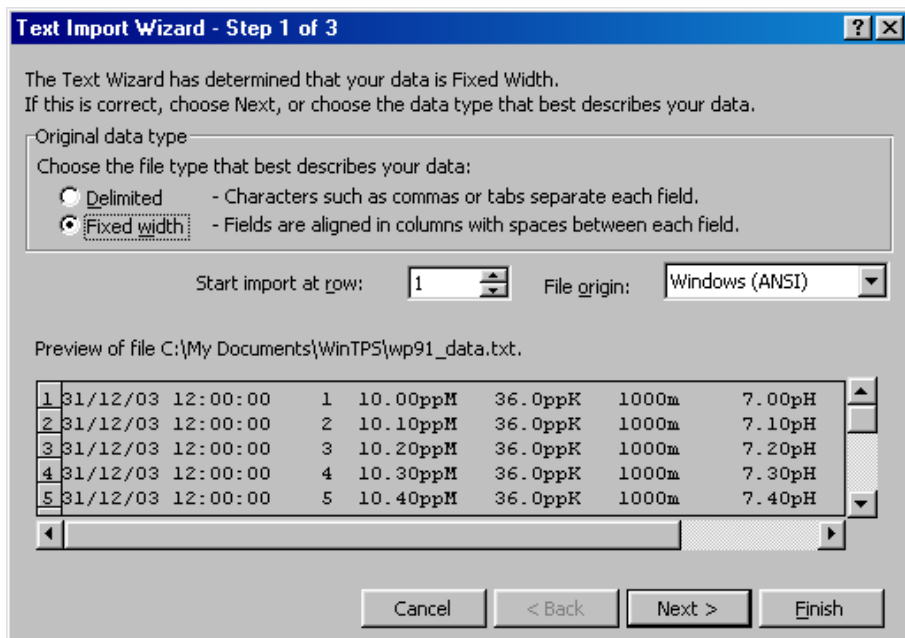 Text Import Wizard - Step 1 of 3
The Text Wizard has determined that your data is Fixed Width.
If this is correct, choose Next, or choose the data type that best describes your data.
Original data type
Choose the file type that best describes your data:
Delimited - Characters such as commas or tabs separate each field.
Fixed width - Fields are aligned in columns with spaces between each field.
Start import at row: 1 File origin: Windows (ANSI)
Preview of file C:\My Documents\WinTPS\wp91_data.txt.
1 31/12/03 12:00:00 1 10.00ppM 36.0ppK 1000m 7.00pH
2 31/12/03 12:00:00 2 10.10ppM 36.0ppK 1000m 7.10pH
3 31/12/03 12:00:00 3 10.20ppM 36.0ppK 1000m 7.20pH
4 31/12/03 12:00:00 4 10.30ppM 36.0ppK 1000m 7.30pH
5 31/12/03 12:00:00 5 10.40ppM 36.0ppK 1000m 7.40pH
Cancel < Back Next > Finish